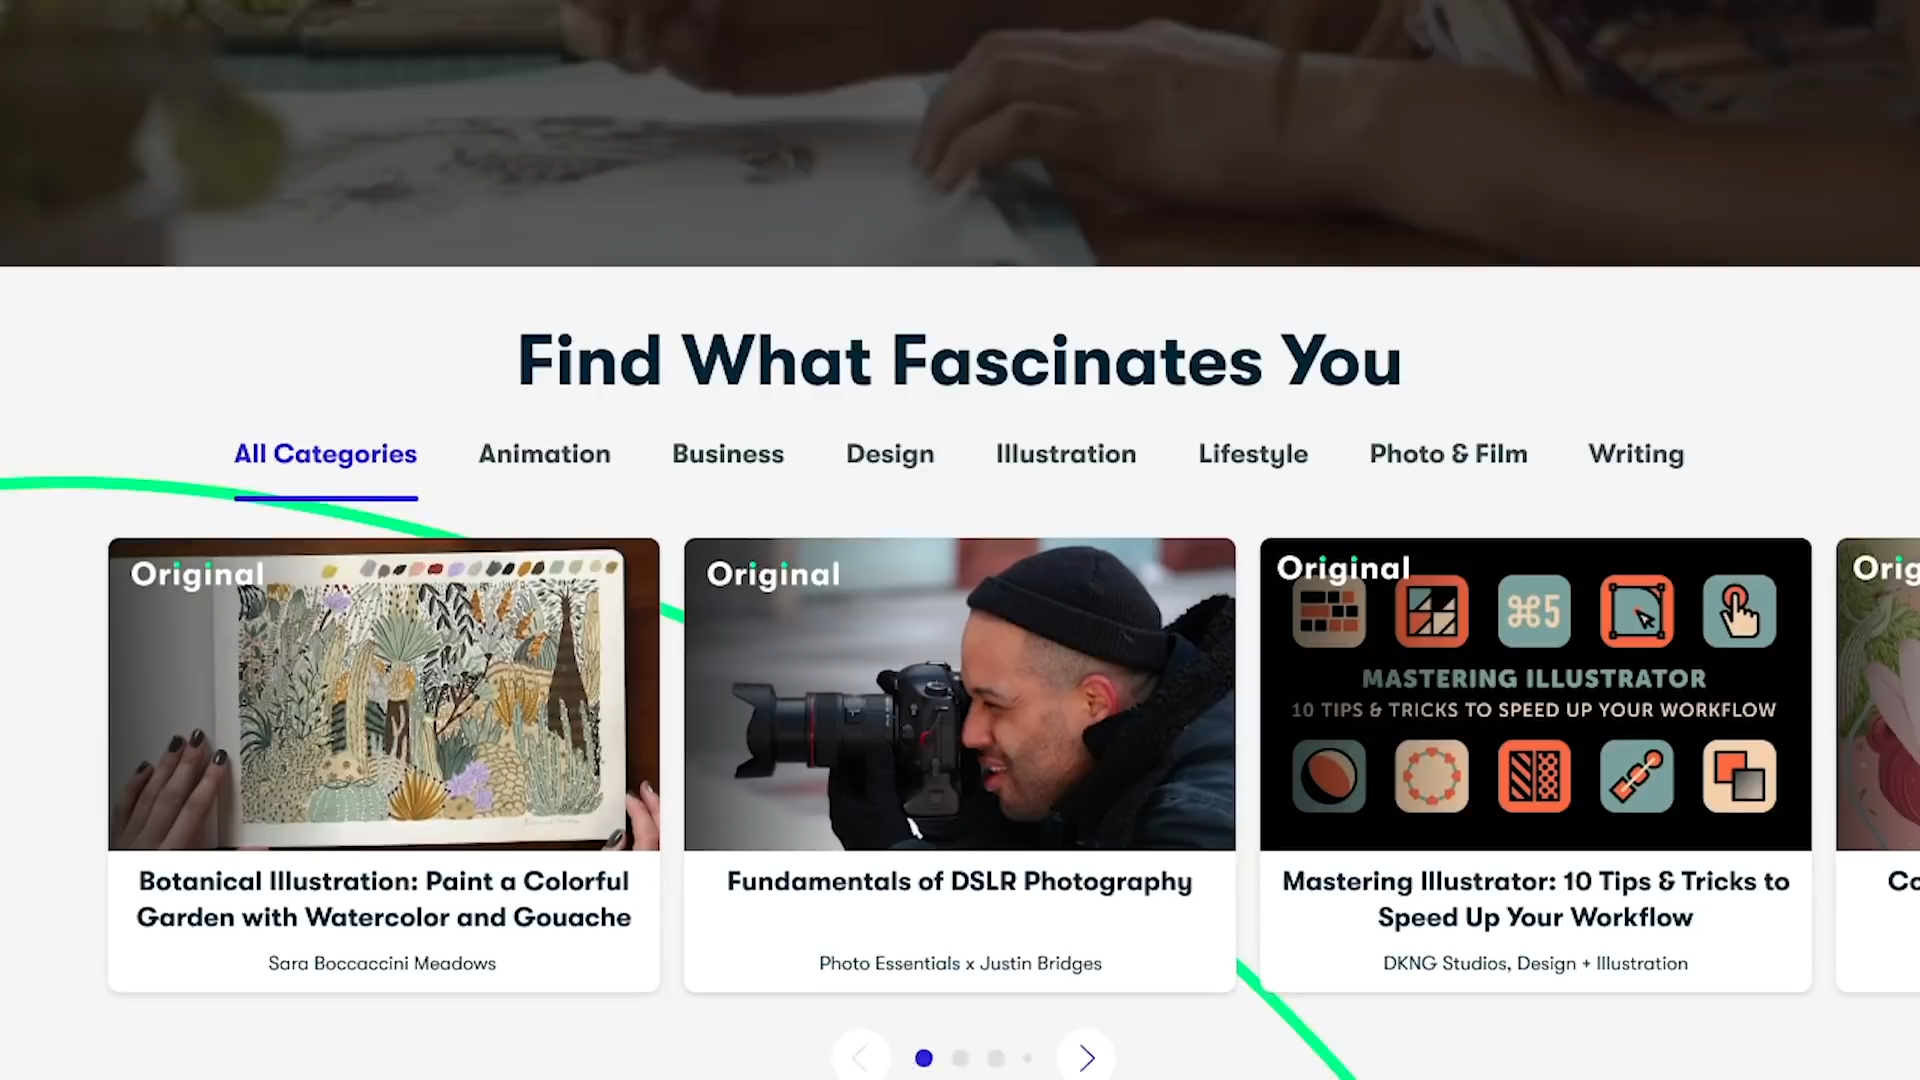 Find What Fascinates You
All Categories Animation Business Design Illustration Lifestyle Photo & Film Writing
Original
Original
Original
⌘5
MASTERING ILLUSTRATOR
10 TIPS & TRICKS TO SPEED UP YOUR WORKFLOW
Orig
Botanical Illustration: Paint a Colorful
Garden with Watercolor and Gouache
Sara Boccaccini Meadows
Fundamentals of DSLR Photography
Photo Essentials x Justin Bridges
Mastering Illustrator: 10 Tips & Tricks to
Speed Up Your Workflow
DKNG Studios, Design + Illustration
Co